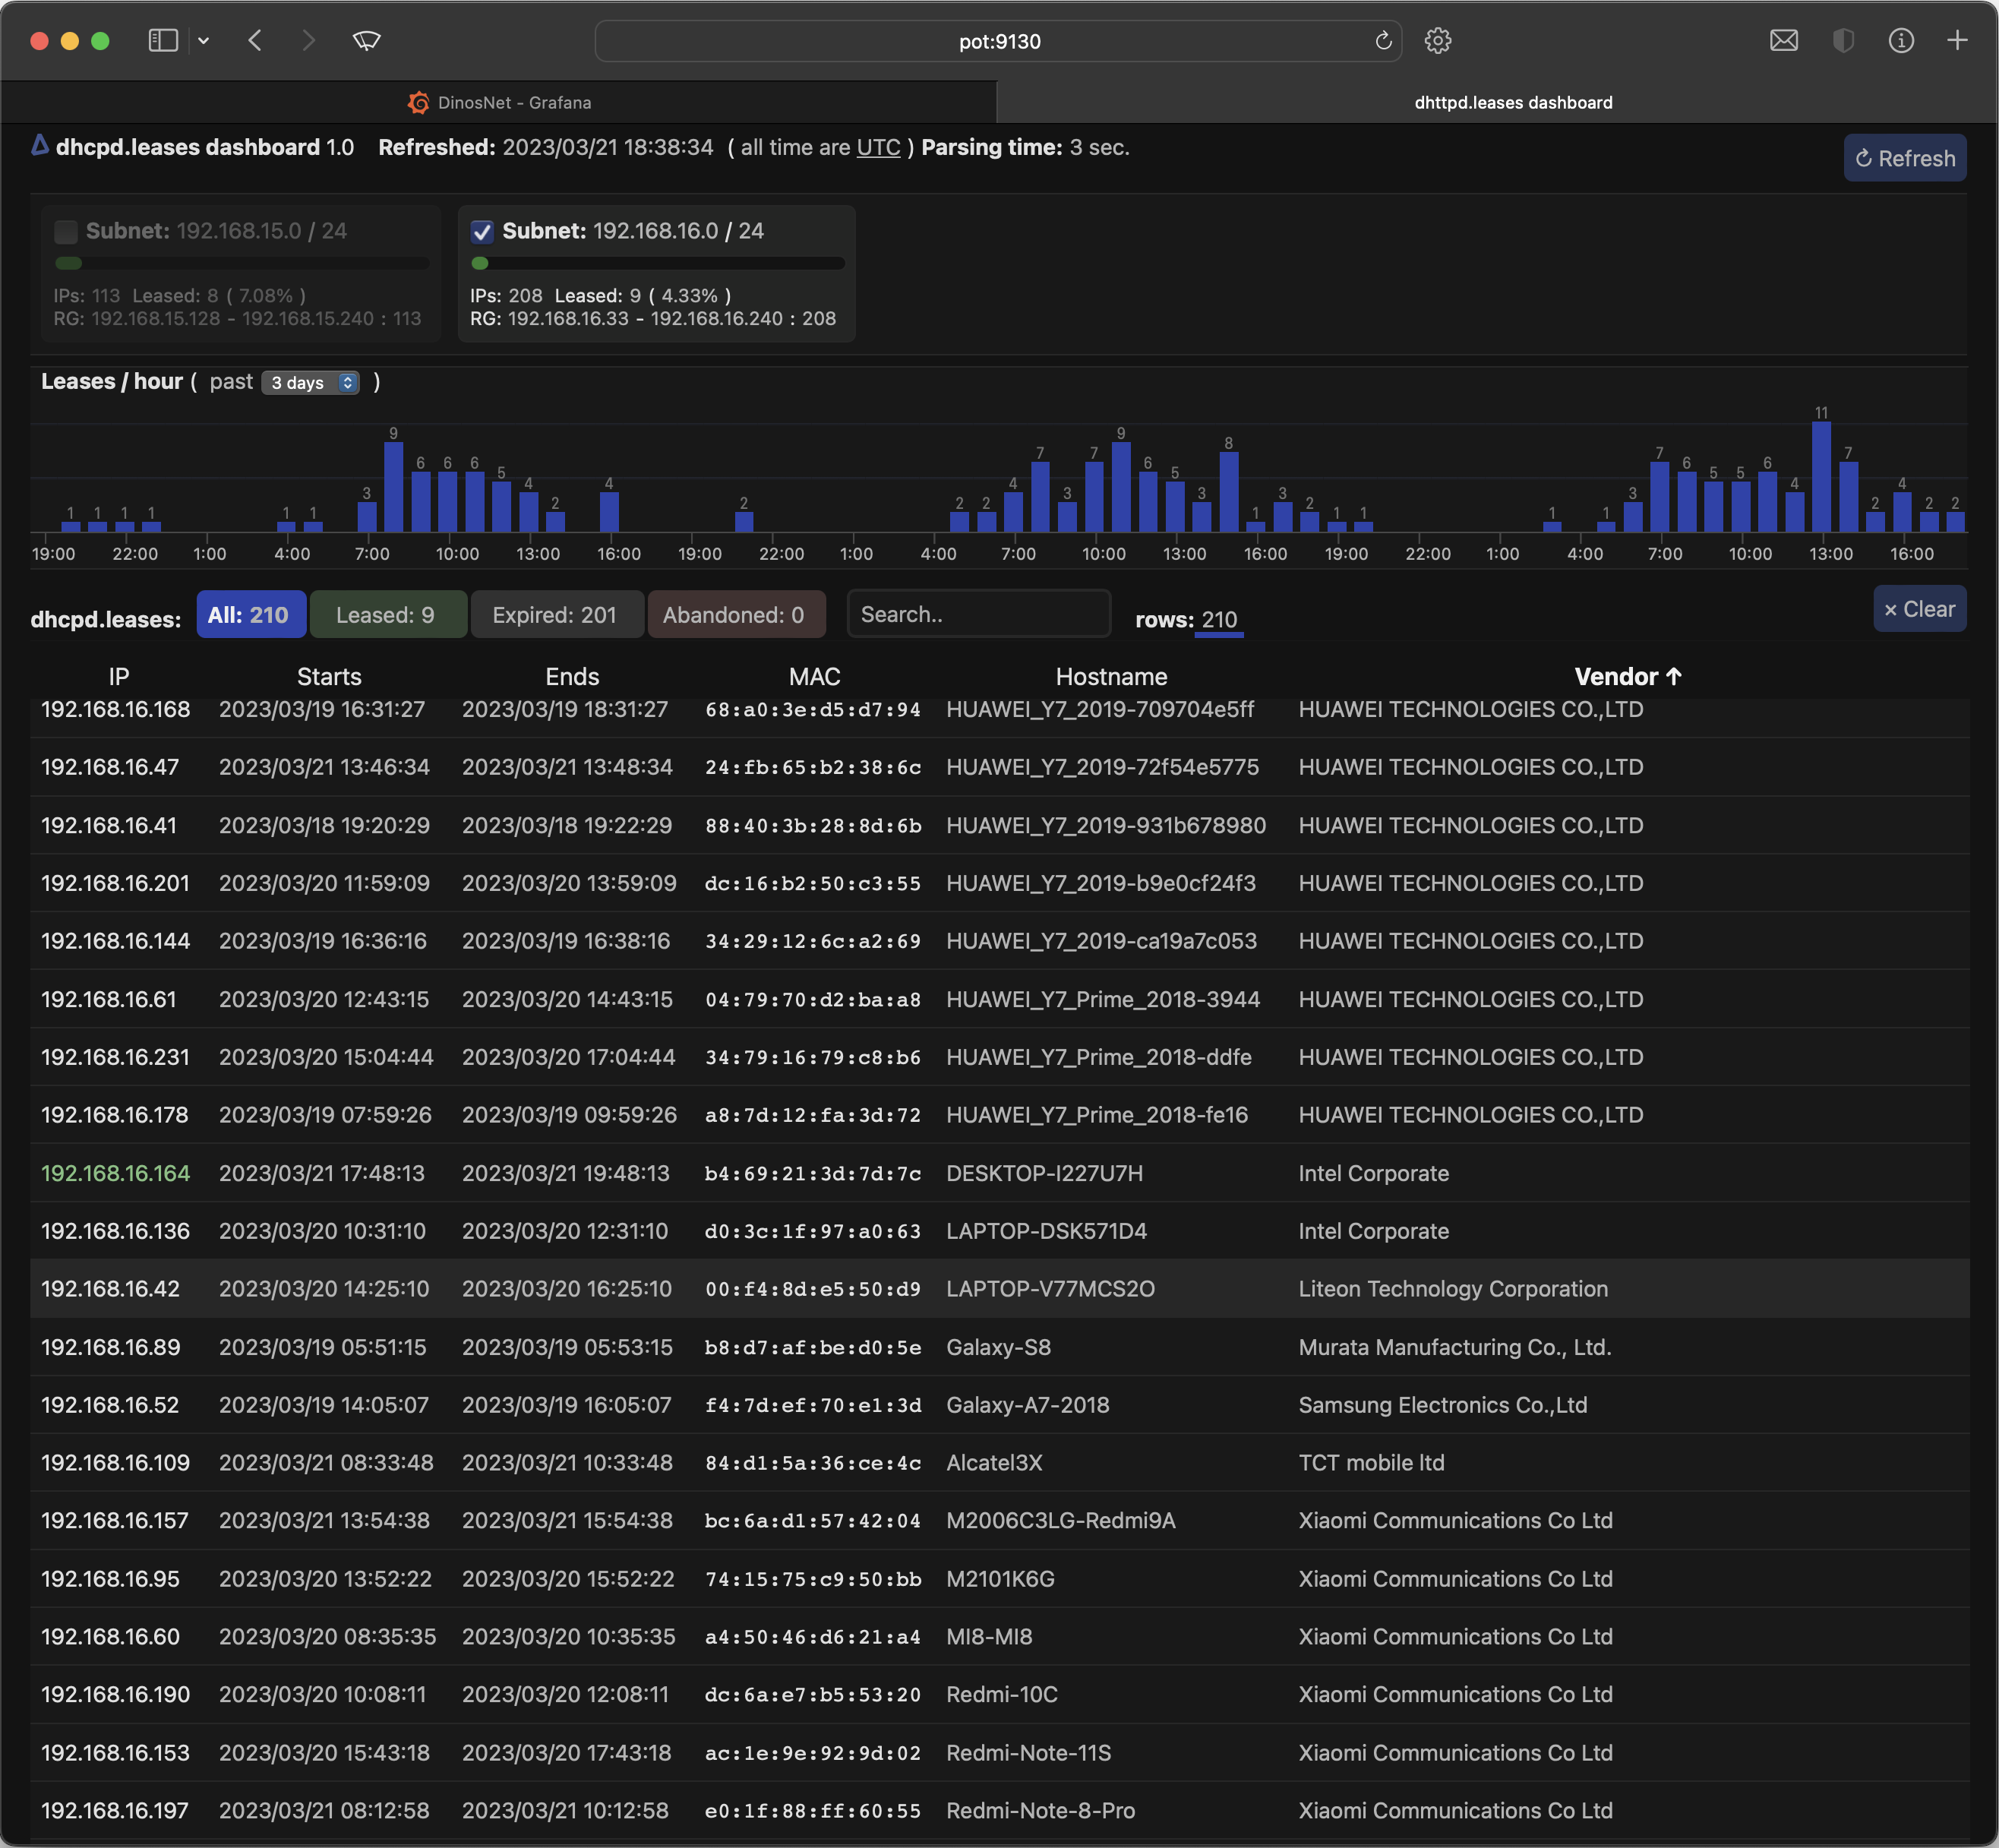 pot:9130
DinosNet - Grafana
dhttpd.leases dashboard
dhcpd.leases dashboard 1.0 Refreshed: 2023/03/21 18:38:34 ( all time are UTC ) Parsing time: 3 sec.
Refresh
Subnet: 192.168.15.0 / 24
IPs: 113 Leased: 8 ( 7.08% )
RG: 192.168.15.128 - 192.168.15.240 : 113
Subnet: 192.168.16.0 / 24
IPs: 208 Leased: 9 ( 4.33% )
RG: 192.168.16.33 - 192.168.16.240 : 208
Leases / hour ( past 3 days )
1 1 1 1 1 1 3 9 6 6 6 5 4 2 4 2 2 2 4 7 3 7 9 6 5 3 8 1 3 2 1 1 1 1 3 7 6 5 5 6 4 11 7 2 4 2 2
19:00 22:00 1:00 4:00 7:00 10:00 13:00 16:00 19:00 22:00 1:00 4:00 7:00 10:00 13:00 16:00 19:00 22:00 1:00 4:00 7:00 10:00 13:00 16:00
dhcpd.leases: All: 210 Leased: 9 Expired: 201 Abandoned: 0 Search.. rows: 210 × Clear
IP Starts Ends MAC Hostname Vendor ↑
192.168.16.168 2023/03/19 16:31:27 2023/03/19 18:31:27 68:a0:3e:d5:d7:94 HUAWEI_Y7_2019-709704e5ff HUAWEI TECHNOLOGIES CO.,LTD
192.168.16.47 2023/03/21 13:46:34 2023/03/21 13:48:34 24:fb:65:b2:38:6c HUAWEI_Y7_2019-72f54e5775 HUAWEI TECHNOLOGIES CO.,LTD
192.168.16.41 2023/03/18 19:20:29 2023/03/18 19:22:29 88:40:3b:28:8d:6b HUAWEI_Y7_2019-931b678980 HUAWEI TECHNOLOGIES CO.,LTD
192.168.16.201 2023/03/20 11:59:09 2023/03/20 13:59:09 dc:16:b2:50:c3:55 HUAWEI_Y7_2019-b9e0cf24f3 HUAWEI TECHNOLOGIES CO.,LTD
192.168.16.144 2023/03/19 16:36:16 2023/03/19 16:38:16 34:29:12:6c:a2:69 HUAWEI_Y7_2019-ca19a7c053 HUAWEI TECHNOLOGIES CO.,LTD
192.168.16.61 2023/03/20 12:43:15 2023/03/20 14:43:15 04:79:70:d2:ba:a8 HUAWEI_Y7_Prime_2018-3944 HUAWEI TECHNOLOGIES CO.,LTD
192.168.16.231 2023/03/20 15:04:44 2023/03/20 17:04:44 34:79:16:79:c8:b6 HUAWEI_Y7_Prime_2018-ddfe HUAWEI TECHNOLOGIES CO.,LTD
192.168.16.178 2023/03/19 07:59:26 2023/03/19 09:59:26 a8:7d:12:fa:3d:72 HUAWEI_Y7_Prime_2018-fe16 HUAWEI TECHNOLOGIES CO.,LTD
192.168.16.164 2023/03/21 17:48:13 2023/03/21 19:48:13 b4:69:21:3d:7d:7c DESKTOP-I227U7H Intel Corporate
192.168.16.136 2023/03/20 10:31:10 2023/03/20 12:31:10 d0:3c:1f:97:a0:63 LAPTOP-DSK571D4 Intel Corporate
192.168.16.42 2023/03/20 14:25:10 2023/03/20 16:25:10 00:f4:8d:e5:50:d9 LAPTOP-V77MCS2O Liteon Technology Corporation
192.168.16.89 2023/03/19 05:51:15 2023/03/19 05:53:15 b8:d7:af:be:d0:5e Galaxy-S8 Murata Manufacturing Co., Ltd.
192.168.16.52 2023/03/19 14:05:07 2023/03/19 16:05:07 f4:7d:ef:70:e1:3d Galaxy-A7-2018 Samsung Electronics Co.,Ltd
192.168.16.109 2023/03/21 08:33:48 2023/03/21 10:33:48 84:d1:5a:36:ce:4c Alcatel3X TCT mobile ltd
192.168.16.157 2023/03/21 13:54:38 2023/03/21 15:54:38 bc:6a:d1:57:42:04 M2006C3LG-Redmi9A Xiaomi Communications Co Ltd
192.168.16.95 2023/03/20 13:52:22 2023/03/20 15:52:22 74:15:75:c9:50:bb M2101K6G Xiaomi Communications Co Ltd
192.168.16.60 2023/03/20 08:35:35 2023/03/20 10:35:35 a4:50:46:d6:21:a4 MI8-MI8 Xiaomi Communications Co Ltd
192.168.16.190 2023/03/20 10:08:11 2023/03/20 12:08:11 dc:6a:e7:b5:53:20 Redmi-10C Xiaomi Communications Co Ltd
192.168.16.153 2023/03/20 15:43:18 2023/03/20 17:43:18 ac:1e:9e:92:9d:02 Redmi-Note-11S Xiaomi Communications Co Ltd
192.168.16.197 2023/03/21 08:12:58 2023/03/21 10:12:58 e0:1f:88:ff:60:55 Redmi-Note-8-Pro Xiaomi Communications Co Ltd